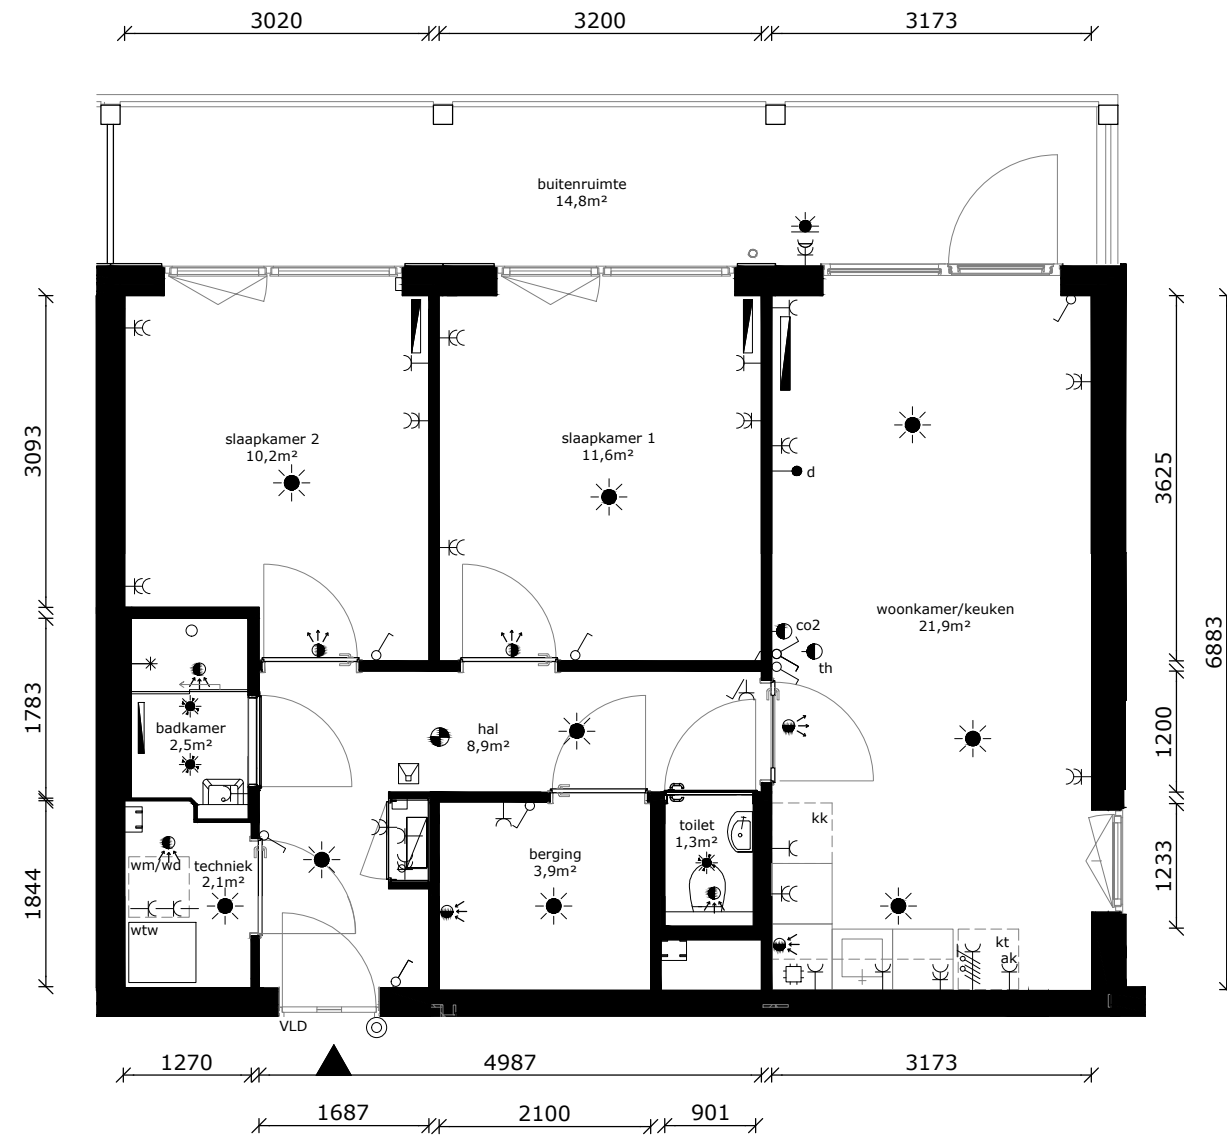 3020
3200
3173
buitenruimte
14,8m²
3093
slaapkamer 2
10,2m²
slaapkamer 1
11,6m²
d
3625
woonkamer/keuken
21,9m²
co2
th
6883
1783
badkamer
2,5m²
hal
8,9m²
1200
kk
toilet
1,3m²
berging
3,9m²
wm/wd
techniek
2,1m²
wtw
1844
1233
kt
ak
VLD
1270
4987
3173
1687
2100
901